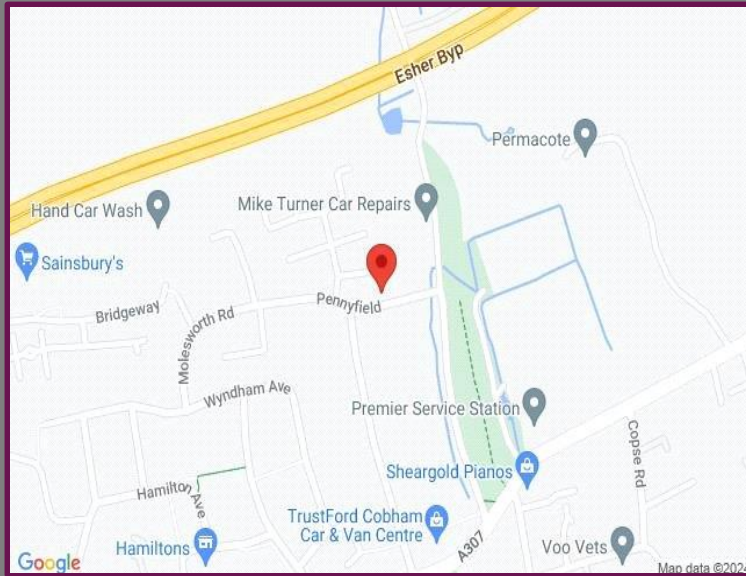 Esher Byp
Permacote
Hand Car Wash
Mike Turner Car Repairs
Sainsbury's
Bridgeway
Molesworth Rd
Pennyfield
Wyndham Ave
Premier Service Station
Copse Rd
Sheargold Pianos
Hamilton Ave
TrustFord Cobham
Car & Van Centre
Hamiltons
A307
Voo Vets
Google
Map data ©2024